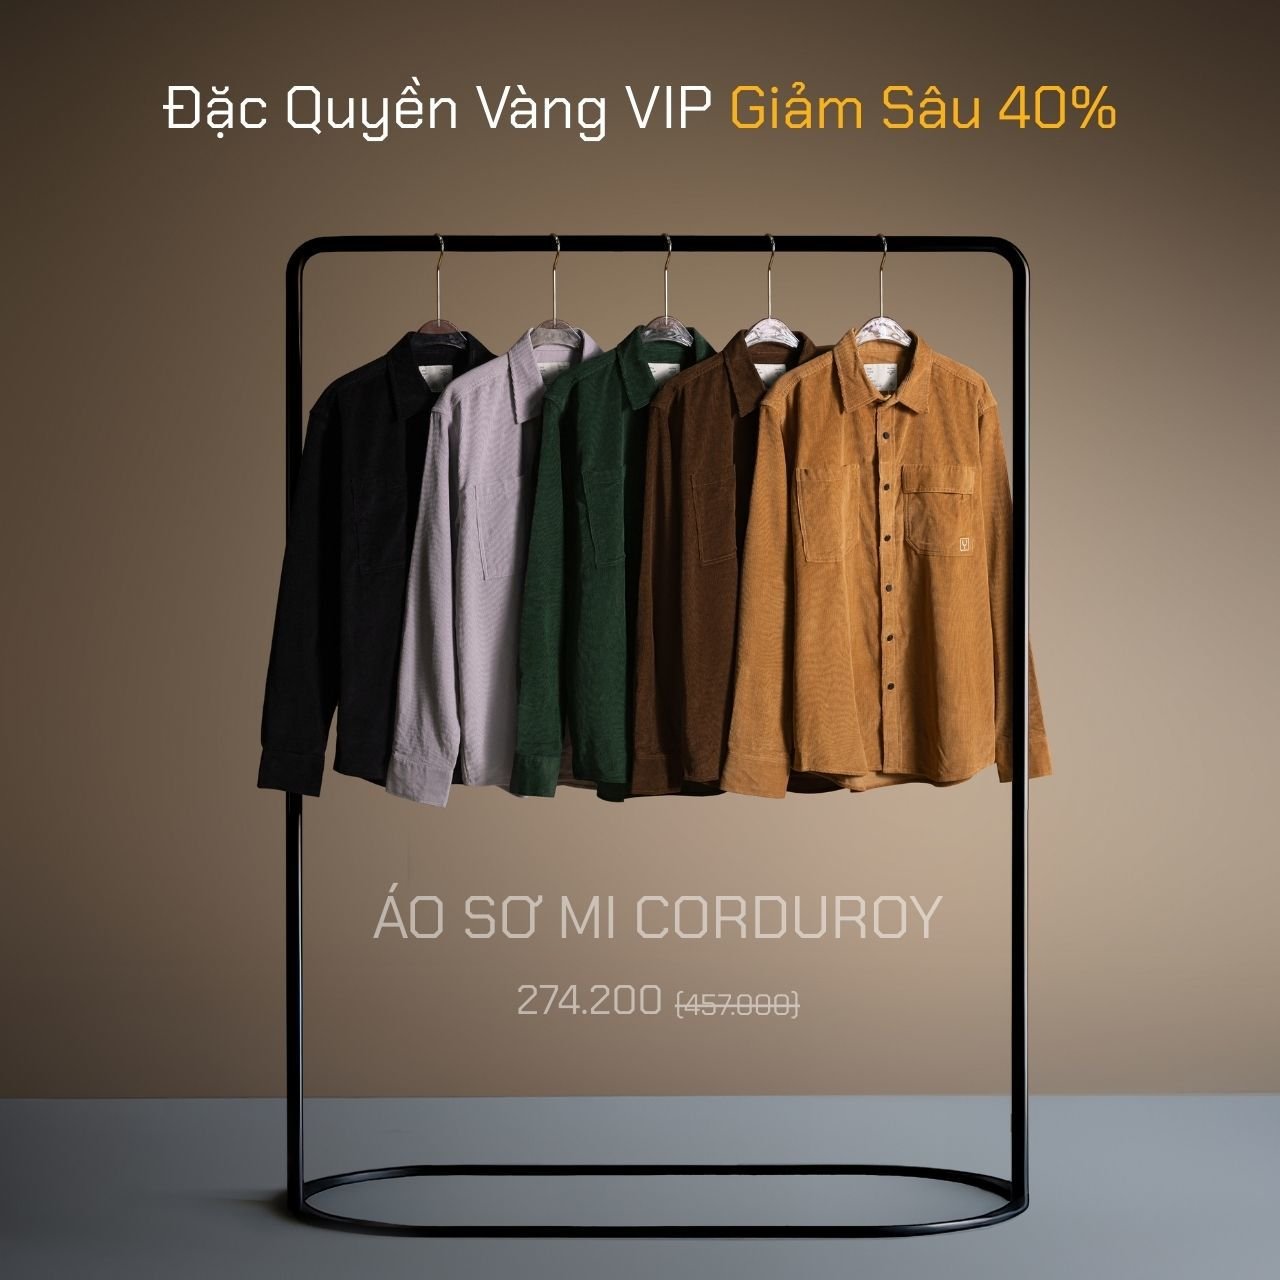 Đặc Quyền Vàng VIP Giảm Sâu 40%
ÁO SƠ MI CORDUROY
274.200 (457.000)